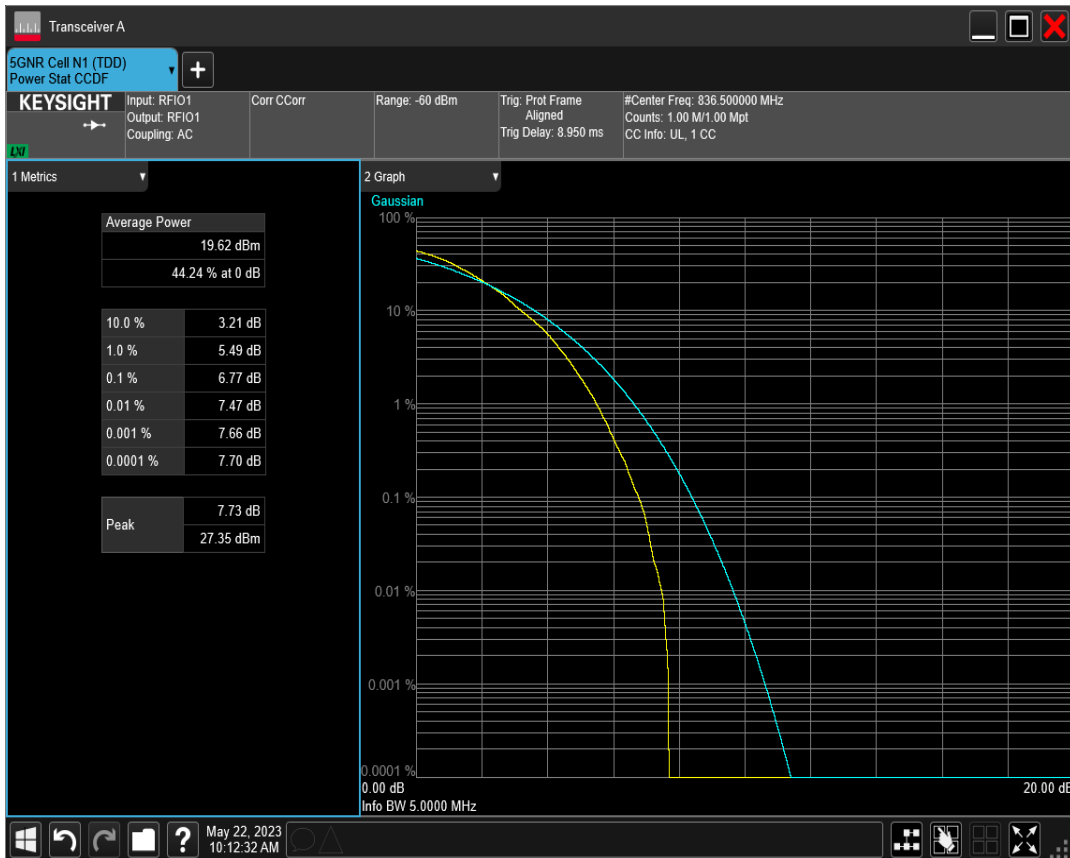 Transceiver A
5GNR Cell N1 (TDD)
Power Stat CCDF
+
KEYSIGHT
LXI
Input: RFIO1
Output: RFIO1
Coupling: AC
Corr CCorr
Range: -60 dBm
Trig: Prot Frame
Aligned
Trig Delay: 8.950 ms
#Center Freq: 836.500000 MHz
Counts: 1.00 M/1.00 Mpt
CC Info: UL, 1 CC
1 Metrics
Average Power
19.62 dBm
44.24 % at 0 dB
10.0 % 3.21 dB
1.0 % 5.49 dB
0.1 % 6.77 dB
0.01 % 7.47 dB
0.001 % 7.66 dB
0.0001 % 7.70 dB
Peak 7.73 dB
27.35 dBm
2 Graph
Gaussian
100 %
10 %
1 %
0.1 %
0.01 %
0.001 %
0.0001 %
0.00 dB 20.00 dB
Info BW 5.0000 MHz
? May 22, 2023
10:12:32 AM